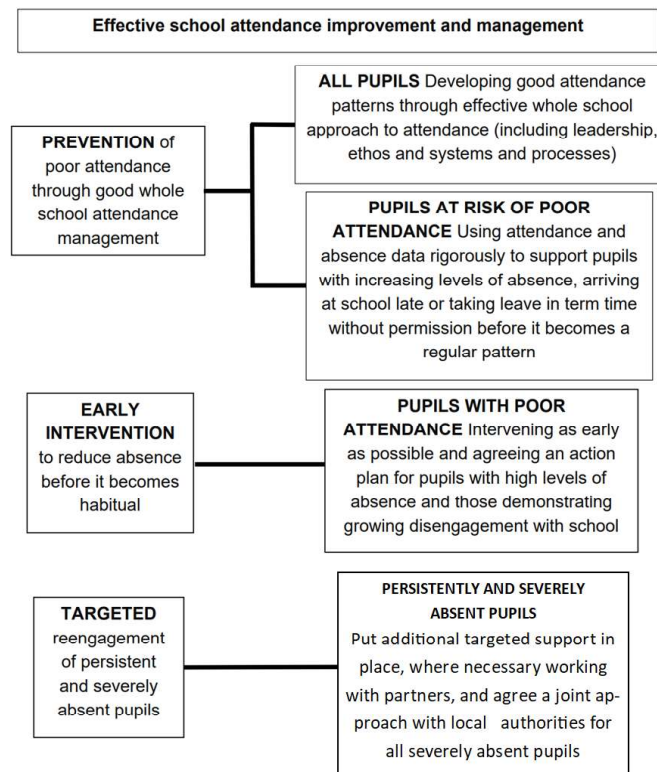 Effective school attendance improvement and management
PREVENTION of
poor attendance
through good whole
school attendance
management
ALL PUPILS Developing good attendance
patterns through effective whole school
approach to attendance (including leadership,
ethos and systems and processes)
PUPILS AT RISK OF POOR
ATTENDANCE Using attendance and
absence data rigorously to support pupils
with increasing levels of absence, arriving
at school late or taking leave in term time
without permission before it becomes a
regular pattern
EARLY
INTERVENTION
to reduce absence
before it becomes
habitual
PUPILS WITH POOR
ATTENDANCE Intervening as early
as possible and agreeing an action
plan for pupils with high levels of
absence and those demonstrating
growing disengagement with school
TARGETED
reengagement
of persistent
and severely
absent pupils
PERSISTENTLY AND SEVERELY
ABSENT PUPILS
Put additional targeted support in
place, where necessary working
with partners, and agree a joint ap-
proach with local authorities for
all severely absent pupils